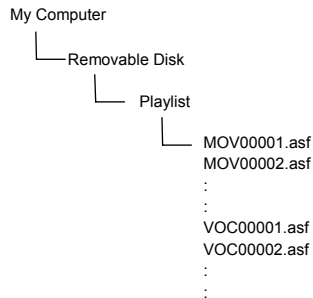 My Computer
Removable Disk
Playlist
MOV00001.asf
MOV00002.asf
:
:
VOC00001.asf
VOC00002.asf
:
: